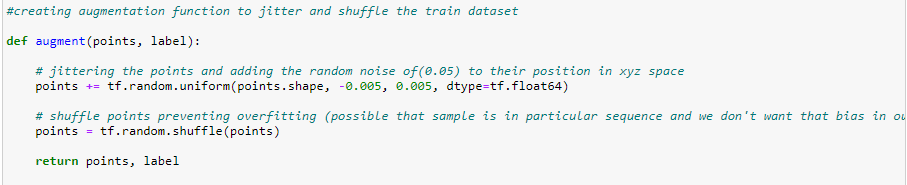 #creating augmentation function to jitter and shuffle the train dataset
def augment(points, label):
# jittering the points and adding the random noise of(0.05) to their position in xyz space
points += tf.random.uniform(points.shape, -0.005, 0.005, dtype=tf.float64)
# shuffle points preventing overfitting (possible that sample is in particular sequence and we don't want that bias in
points = tf.random.shuffle(points)
return points, label